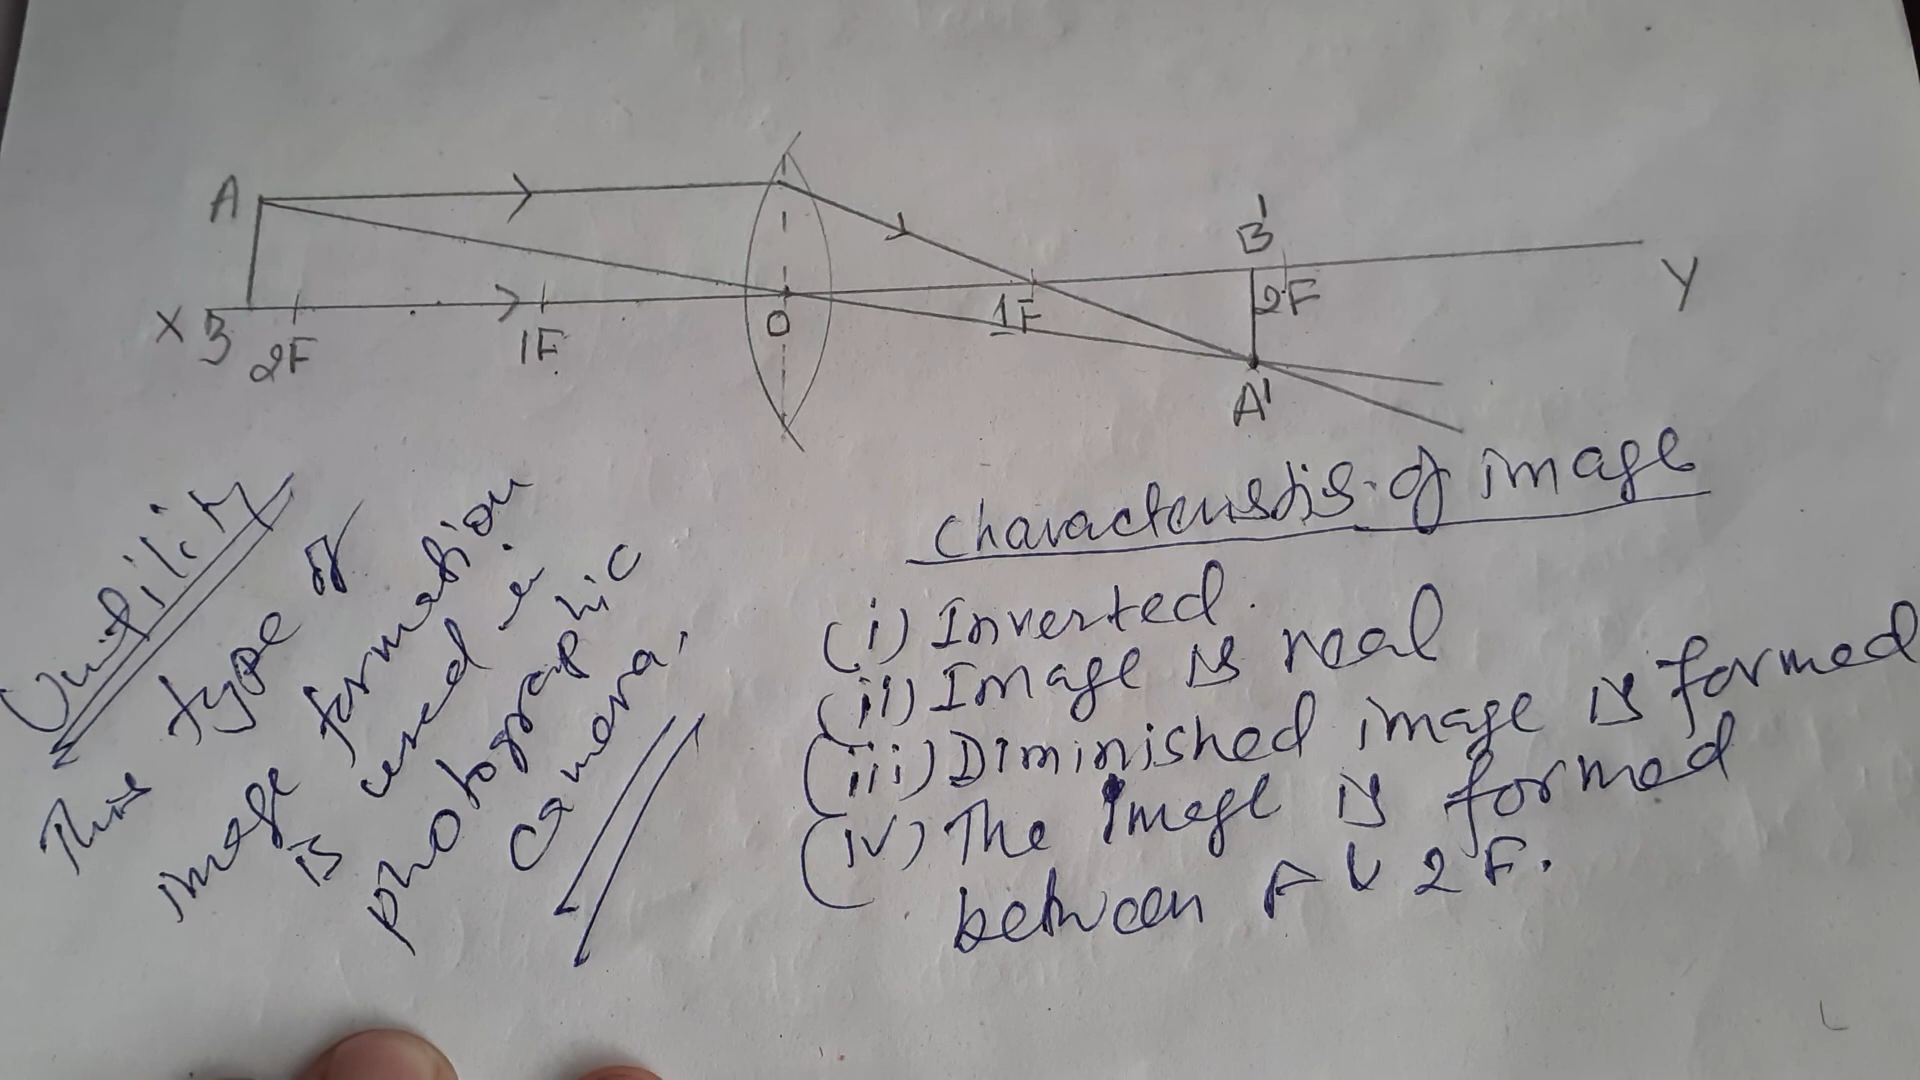 A
B'
X B 2F 1F O 1F 2F Y
A'
Characteristis of image
(i) Inverted.
(ii) Image is real
(iii) Diminished image is formed
(iv) The image is formed
between F & 2F.
Utility
This type of
image formation
is used in
photographic
camera.